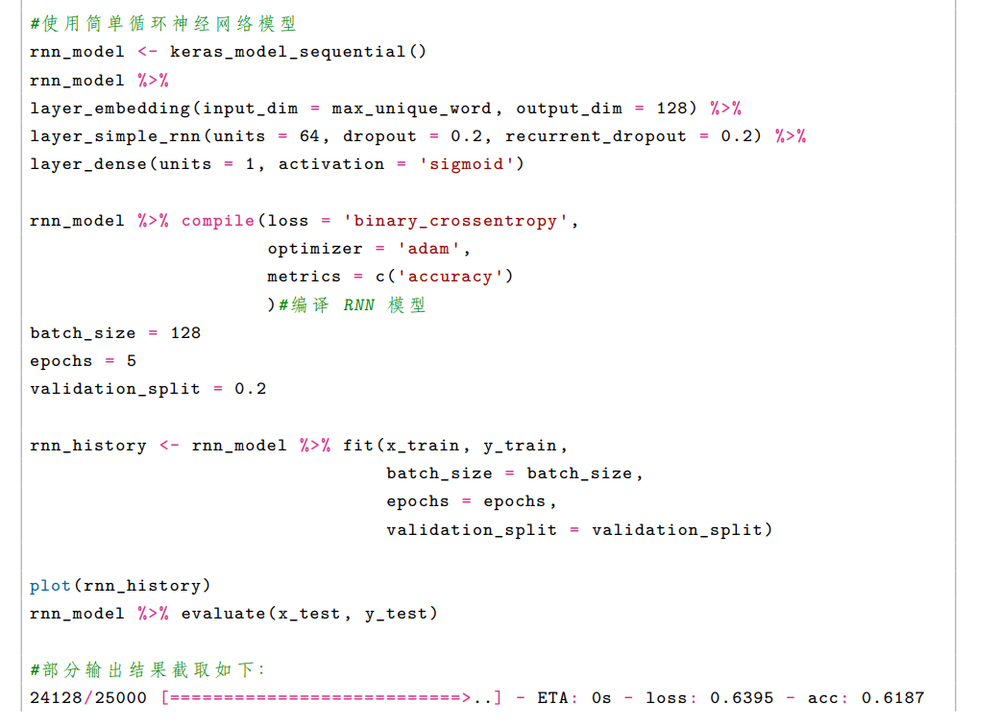 #使用简单循环神经网络模型
rnn_model <- keras_model_sequential()
rnn_model %>%
layer_embedding(input_dim = max_unique_word, output_dim = 128) %>%
layer_simple_rnn(units = 64, dropout = 0.2, recurrent_dropout = 0.2) %>%
layer_dense(units = 1, activation = 'sigmoid')
rnn_model %>% compile(loss = 'binary_crossentropy',
optimizer = 'adam',
metrics = c('accuracy')
)#编译 RNN 模型
batch_size = 128
epochs = 5
validation_split = 0.2
rnn_history <- rnn_model %>% fit(x_train, y_train,
batch_size = batch_size,
epochs = epochs,
validation_split = validation_split)
plot(rnn_history)
rnn_model %>% evaluate(x_test, y_test)
#部分输出结果截取如下:
24128/25000 [===========================>..] - ETA: 0s - loss: 0.6395 - acc: 0.6187